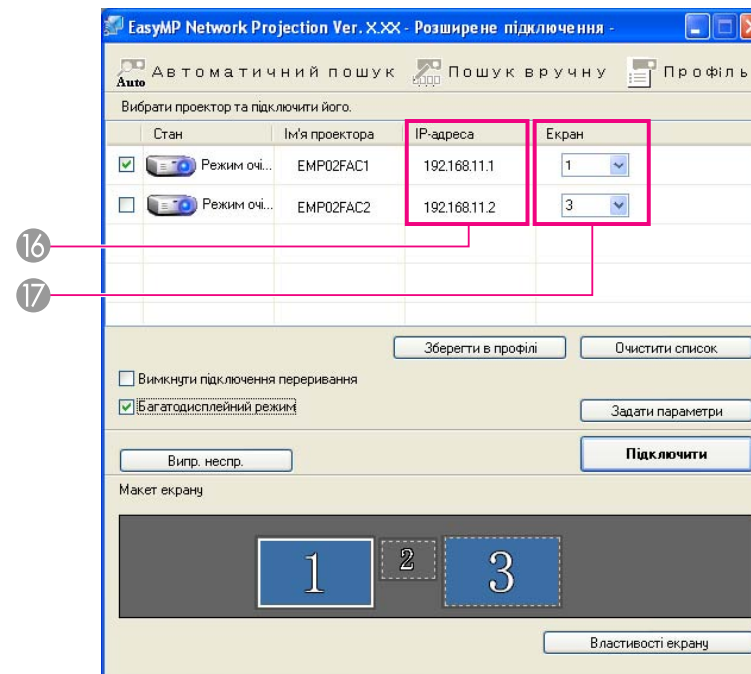 EasyMP Network Projection Ver. X.XX - Розширене підключення -
Auto Автоматичний пошук Пошук вручну Профіль
Вибрати проектор та підключити його.
Стан Ім'я проектора IP-адреса Екран
Режим очі... EMP02FAC1 192.168.11.1 1
Режим очі... EMP02FAC2 192.168.11.2 3
16
17
Зберегти в профілі Очистити список
Вимкнути підключення переривання
Багатодисплейний режим Задати параметри
Випр. неспр. Підключити
Макет екрану
1 2 3
Властивості екрану